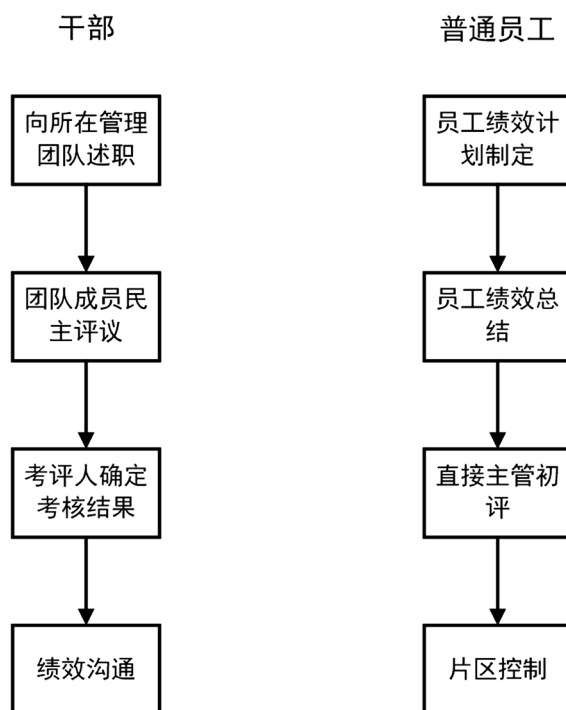 干部
向所在管理
团队述职
团队成员民
主评议
考评人确定
考核结果
绩效沟通
普通员工
员工绩效计
划制定
员工绩效总
结
直接主管初
评
片区控制